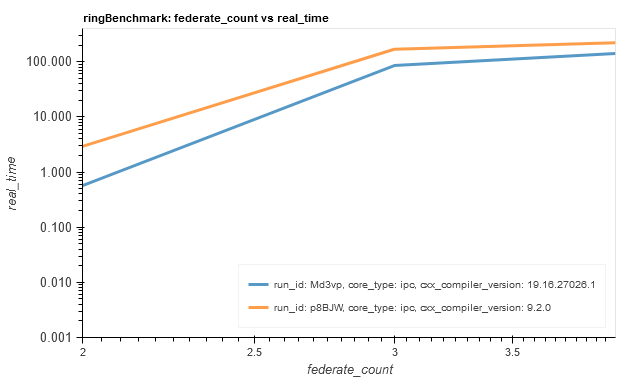 ringBenchmark: federate_count vs real_time
real_time
100.000
10.000
1.000
0.100
0.010
0.001
run_id: Md3vp, core_type: ipc, cxx_compiler_version: 19.16.27026.1
run_id: p8BJW, core_type: ipc, cxx_compiler_version: 9.2.0
2
2.5
3
3.5
federate_count